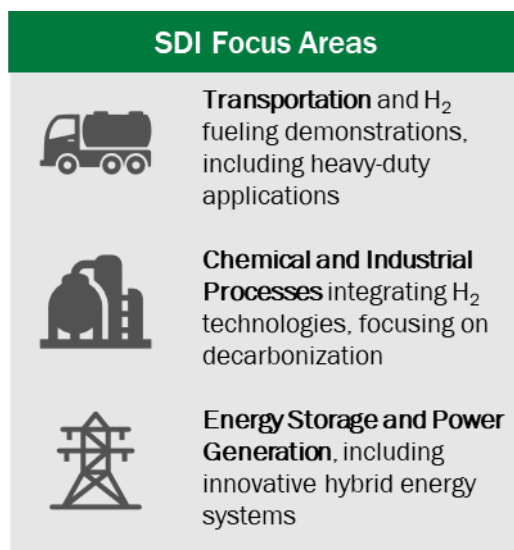 SDI Focus Areas
Transportation and H₂
fueling demonstrations,
including heavy-duty
applications
Chemical and Industrial
Processes integrating H₂
technologies, focusing on
decarbonization
Energy Storage and Power
Generation, including
innovative hybrid energy
systems